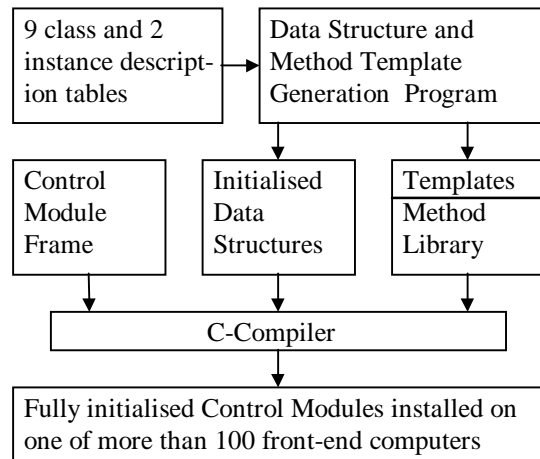 9 class and 2
instance descript-
ion tables
Data Structure and
Method Template
Generation Program
Control
Module
Frame
Initialised
Data
Structures
Templates
Method
Library
C-Compiler
Fully initialised Control Modules installed on
one of more than 100 front-end computers